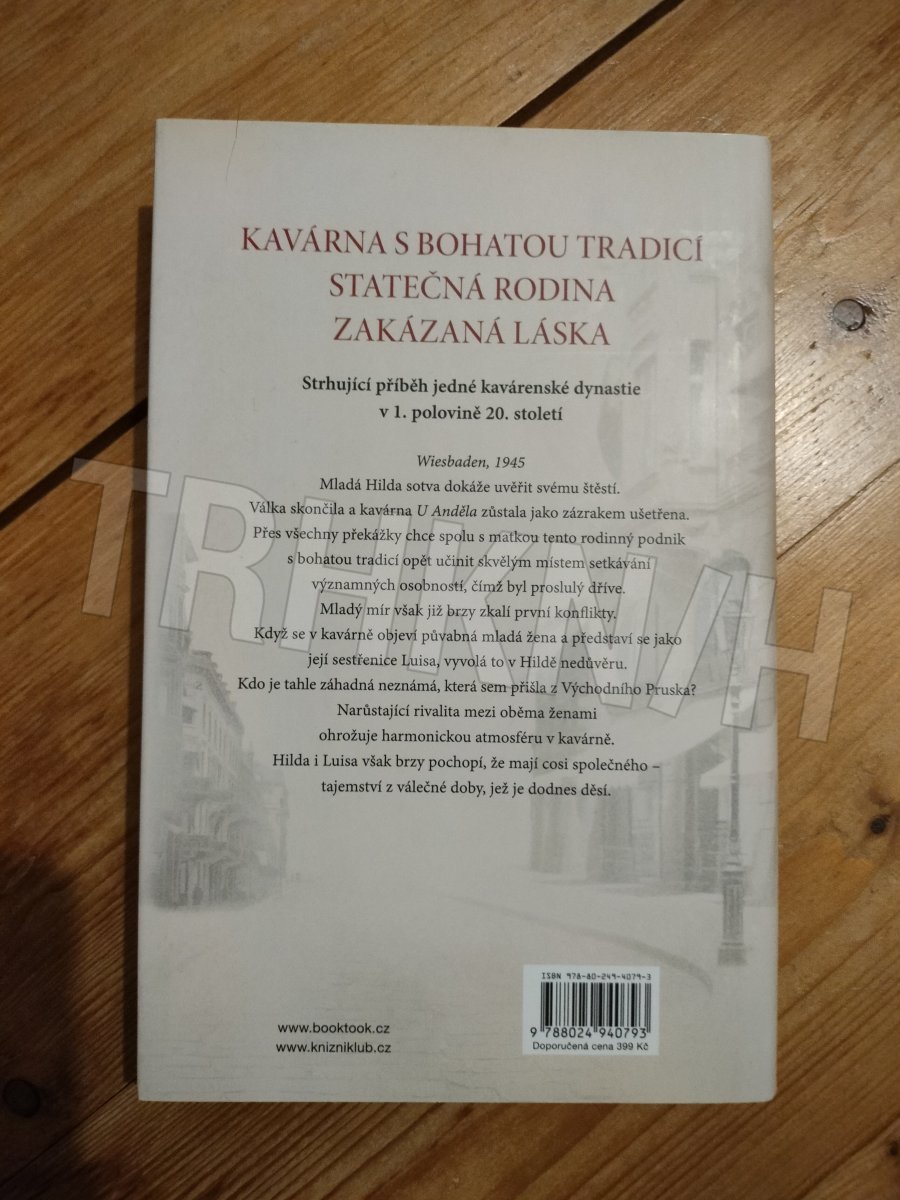 KAVÁRNA S BOHATOU TRADICÍ
STATEČNÁ RODINA
ZAKÁZANÁ LÁSKA
Strhující příběh jedné kavárenské dynastie
v 1. polovině 20. století
Wiesbaden, 1945
Mladá Hilda sotva dokáže uvěřit svému štěstí.
Válka skončila a kavárna U Anděla zůstala jako zázrakem ušetřena.
Přes všechny překážky chce spolu s matkou tento rodinný podnik
s bohatou tradicí opět učinit skvělým místem setkávání
významných osobností, čímž byl proslulý dříve.
Mladý mír však již brzy zkalí první konflikty.
Když se v kavárně objeví půvabná mladá žena a představí se jako
její sestřenice Luisa, vyvolá to v Hildě nedůvěru.
Kdo je tahle záhadná neznámá, která sem přišla z Východního Pruska?
Narůstající rivalita mezi oběma ženami
ohrožuje harmonickou atmosféru v kavárně.
Hilda i Luisa však brzy pochopí, že mají cosi společného –
tajemství z válečné doby, jež je dodnes děsí.
TRHKNIH
ISBN 978-80-249-4079-3
9 788024 940793
Doporučená cena 399 Kč
www.booktook.cz
www.knizniklub.cz